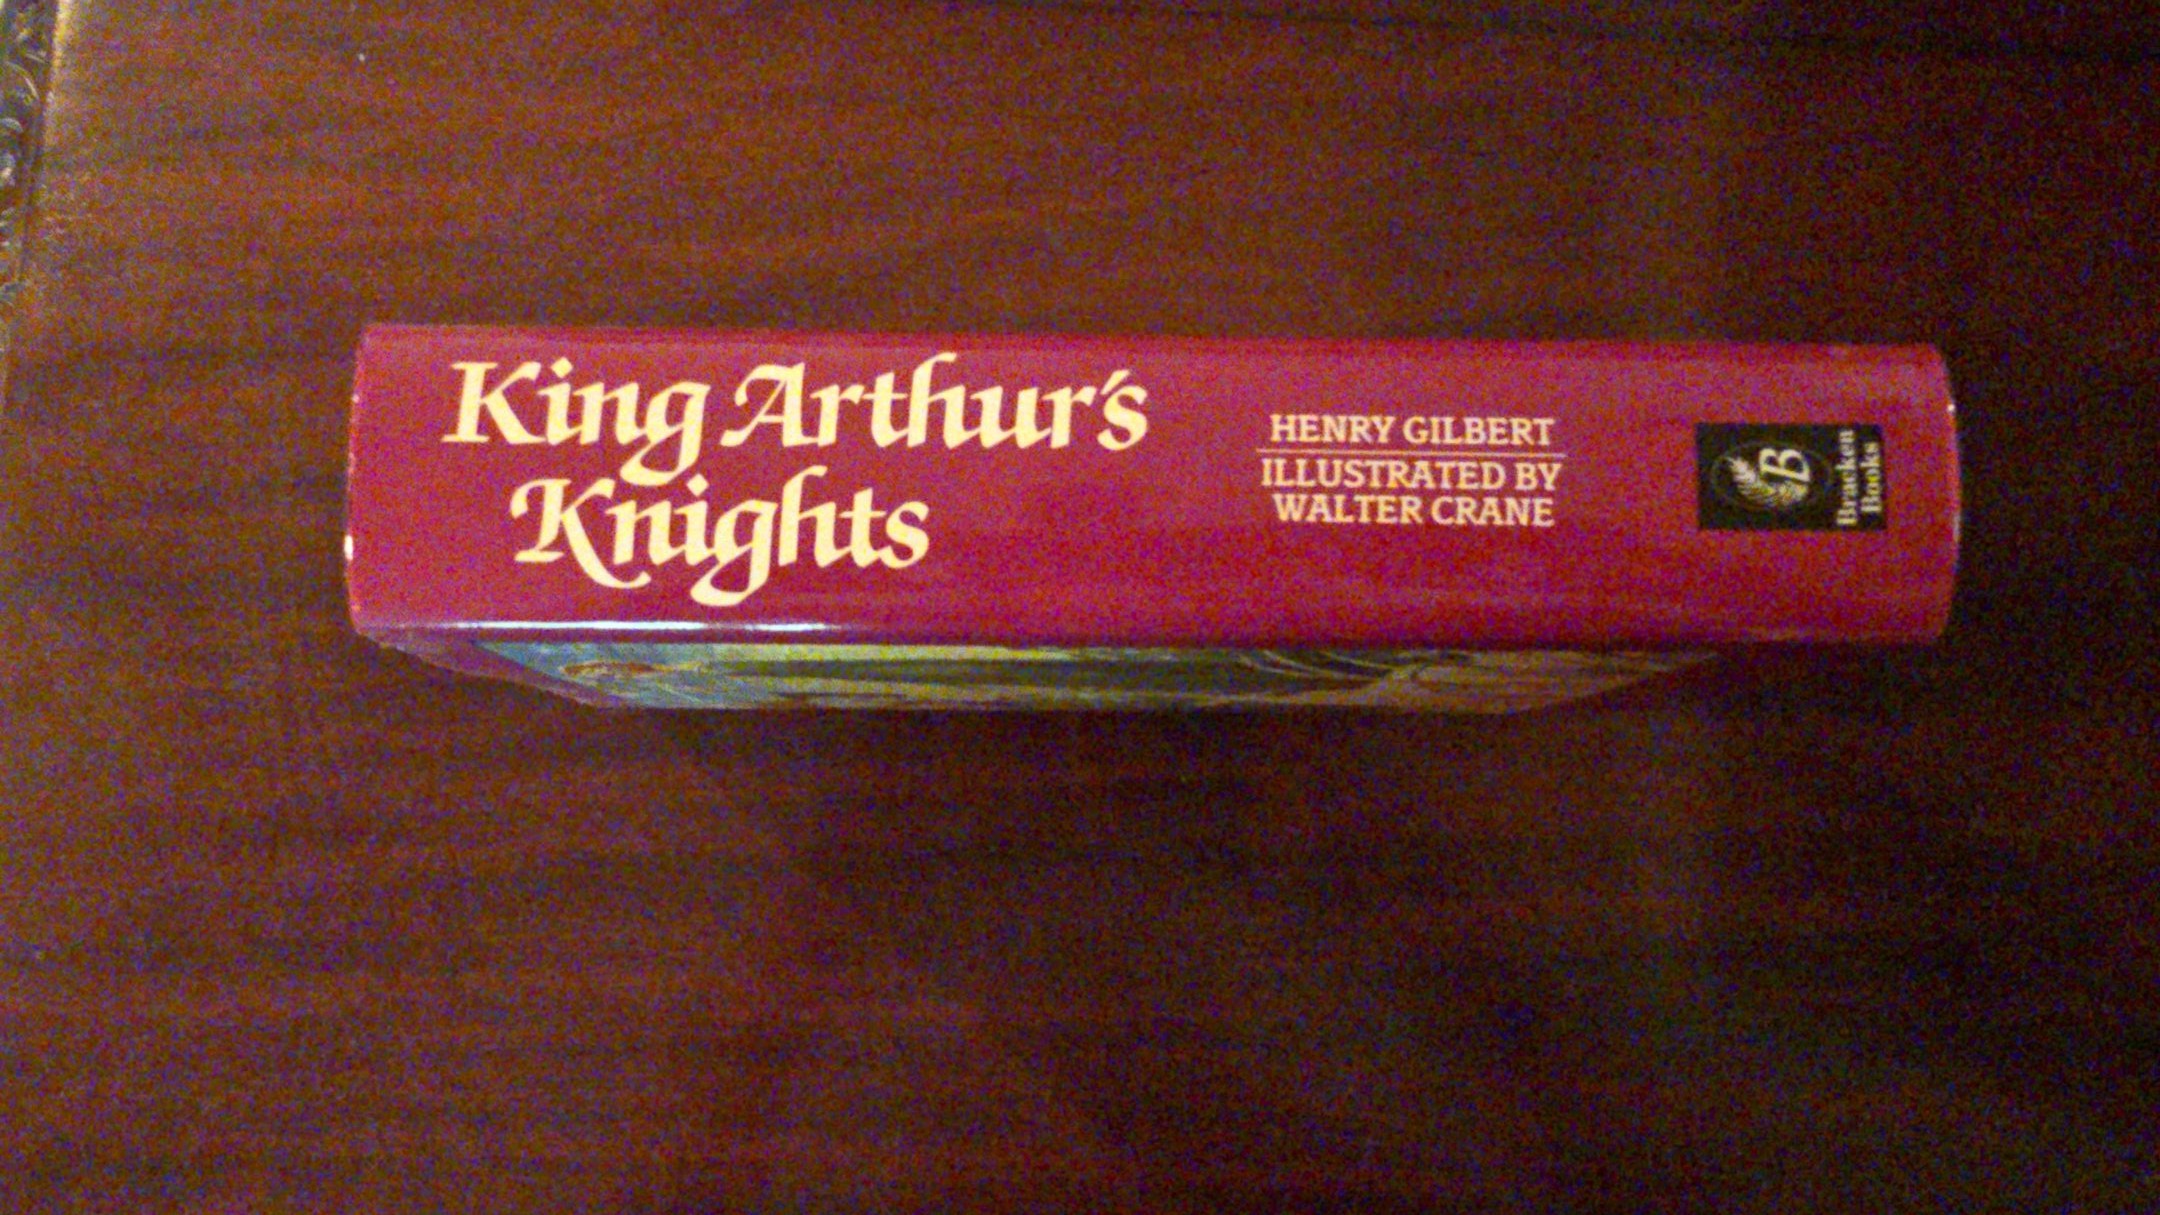 King Arthur's
Knights
HENRY GILBERT
ILLUSTRATED BY
WALTER CRANE
B
Bracken
Books